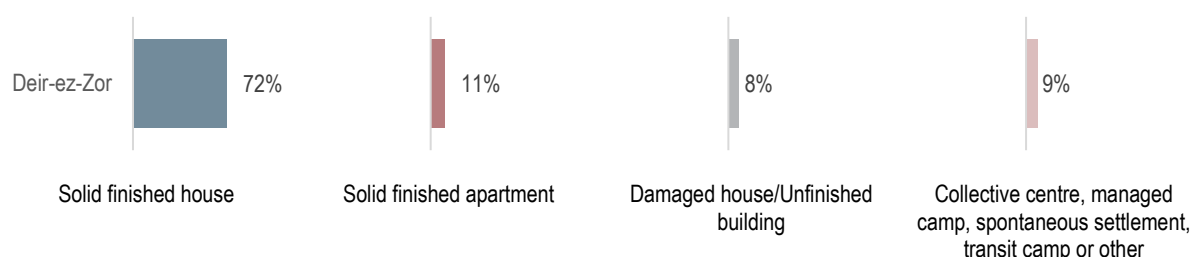 Deir-ez-Zor 72% 11% 8% 9%
Solid finished house
Solid finished apartment
Damaged house/Unfinished
building
Collective centre, managed
camp, spontaneous settlement,
transit camp or other